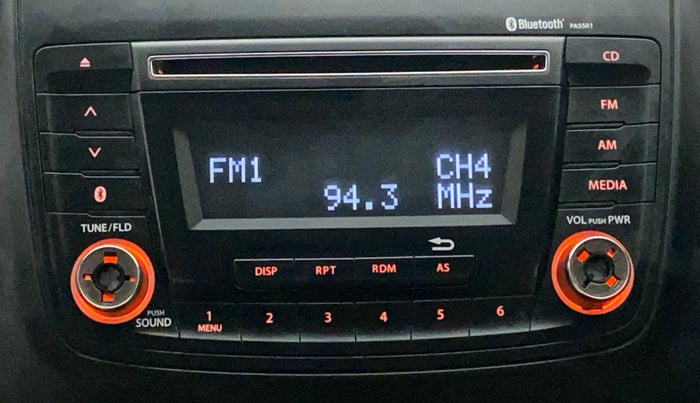 Bluetooth® PA5SR1
CD
FM
AM
MEDIA
FM1 CH4
94.3 MHz
TUNE/FLD
VOL PUSH PWR
DISP RPT RDM AS
PUSH
SOUND
1 2 3 4 5 6
MENU